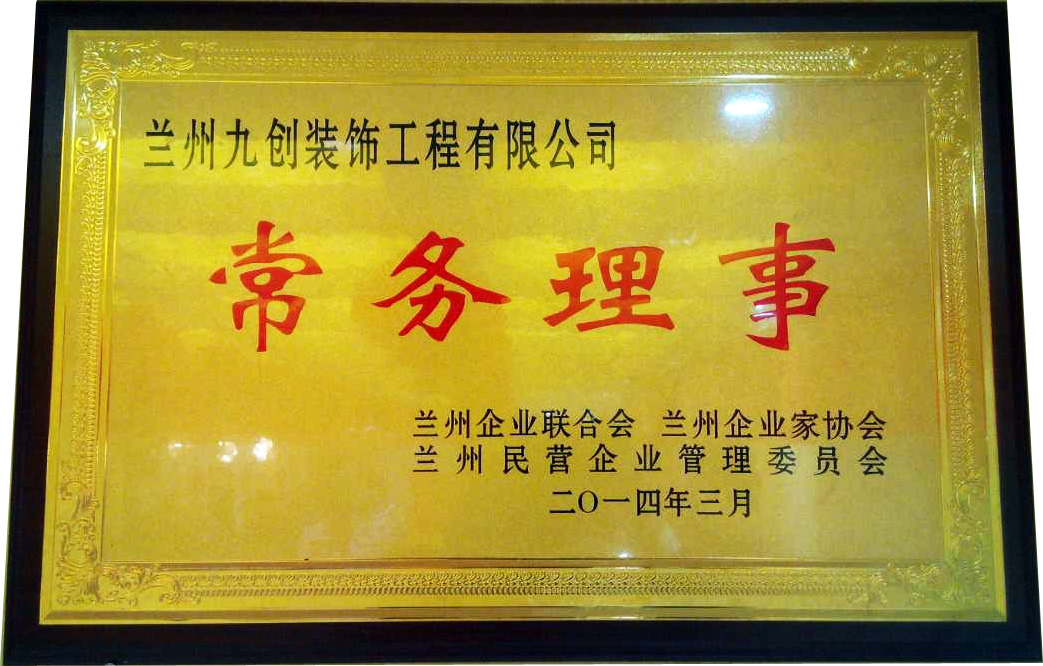 兰州九创装饰工程有限公司
常务理事
兰州企业联合会 兰州企业家协会
兰州民营企业管理委员会
二〇一四年三月